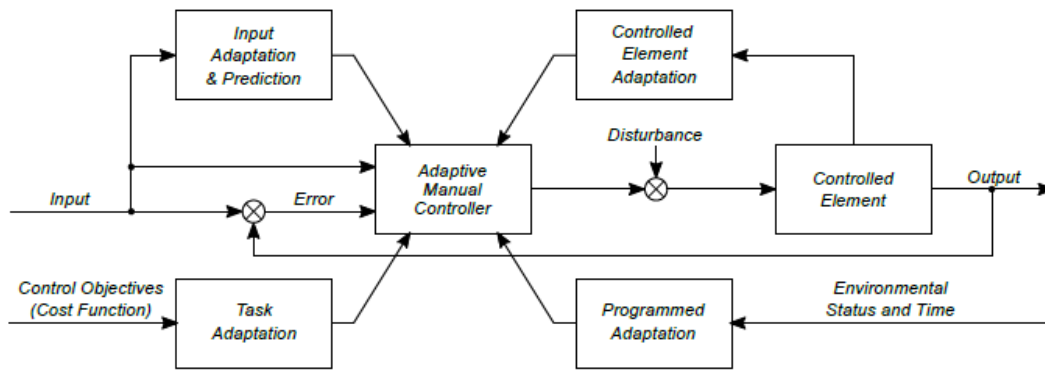 Input
Adaptation
& Prediction
Controlled
Element
Adaptation
Disturbance
Adaptive
Manual
Controller
Controlled
Element
Output
Input
Error
Control Objectives
(Cost Function)
Task
Adaptation
Programmed
Adaptation
Environmental
Status and Time